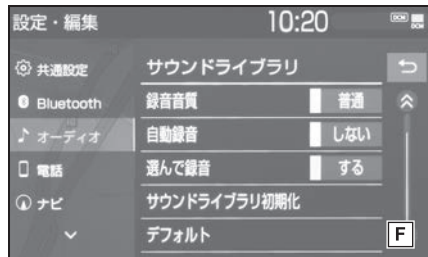 設定・編集
10:20
DCM
共通設定
サウンドライブラリ
Bluetooth
録音音質
普通
オーディオ
自動録音
しない
電話
選んで録音
する
ナビ
サウンドライブラリ初期化
デフォルト
F